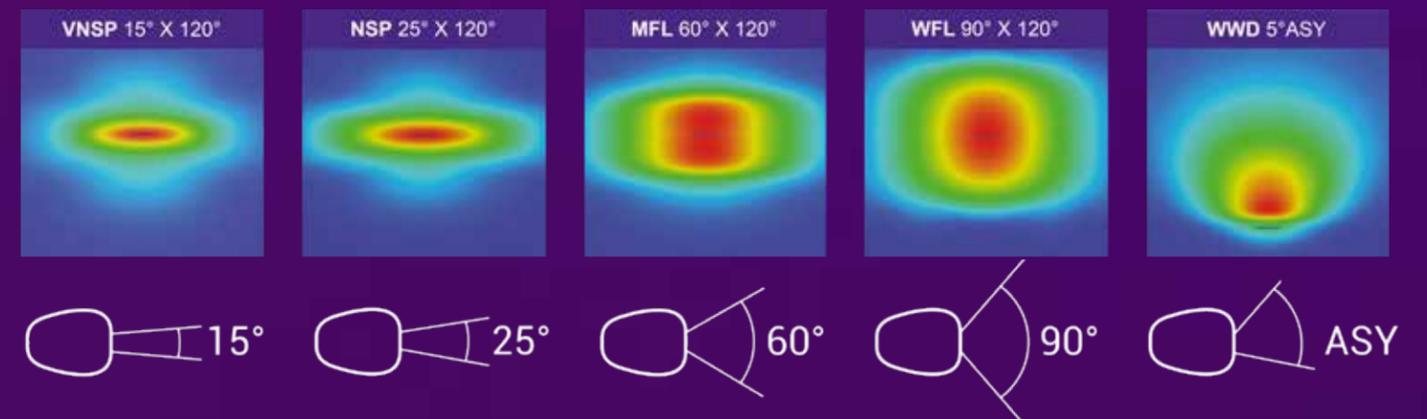 VNSP 15° X 120°
NSP 25° X 120°
MFL 60° X 120°
WFL 90° X 120°
WWD 5°ASY
15°
25°
60°
90°
ASY